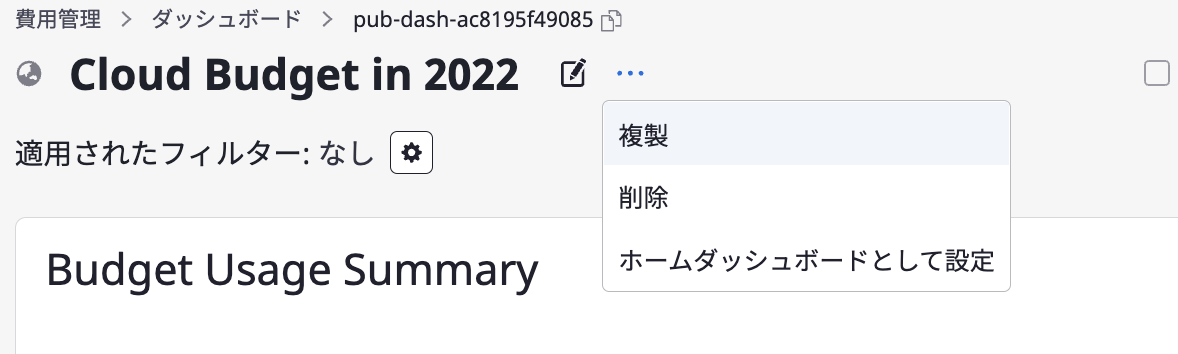 費用管理 > ダッシュボード > pub-dash-ac8195f49085
Cloud Budget in 2022
複製
適用されたフィルター: なし
削除
ホームダッシュボードとして設定
Budget Usage Summary